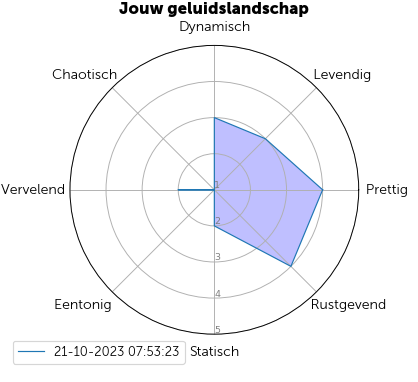 Jouw geluidslandschap
Dynamisch
Chaotisch
Levendig
Vervelend
1
Prettig
2
3
4
Eentonig
Rustgevend
5
21-10-2023 07:53:23
Statisch